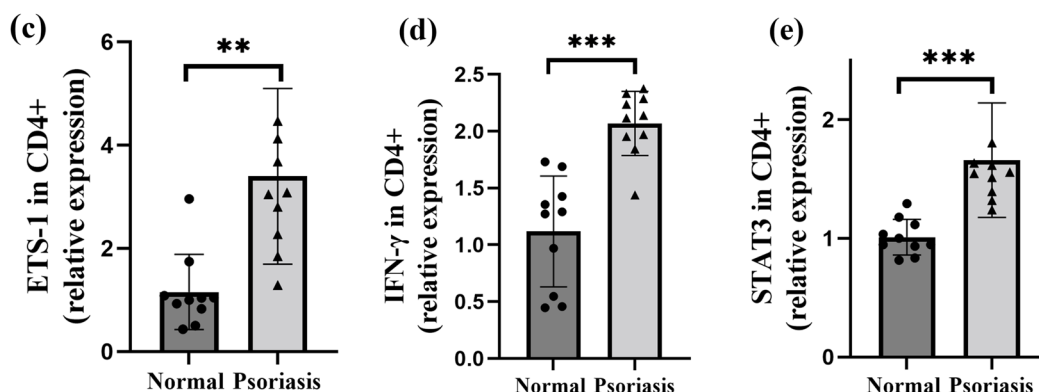 (c)
ETS-1 in CD4+
(relative expression)
6
4
2
0
**
Normal Psoriasis
(d)
IFN-γ in CD4+
(relative expression)
2.5
2.0
1.5
1.0
0.5
0.0
***
Normal Psoriasis
(e)
STAT3 in CD4+
(relative expression)
2
1
0
***
Normal Psoriasis